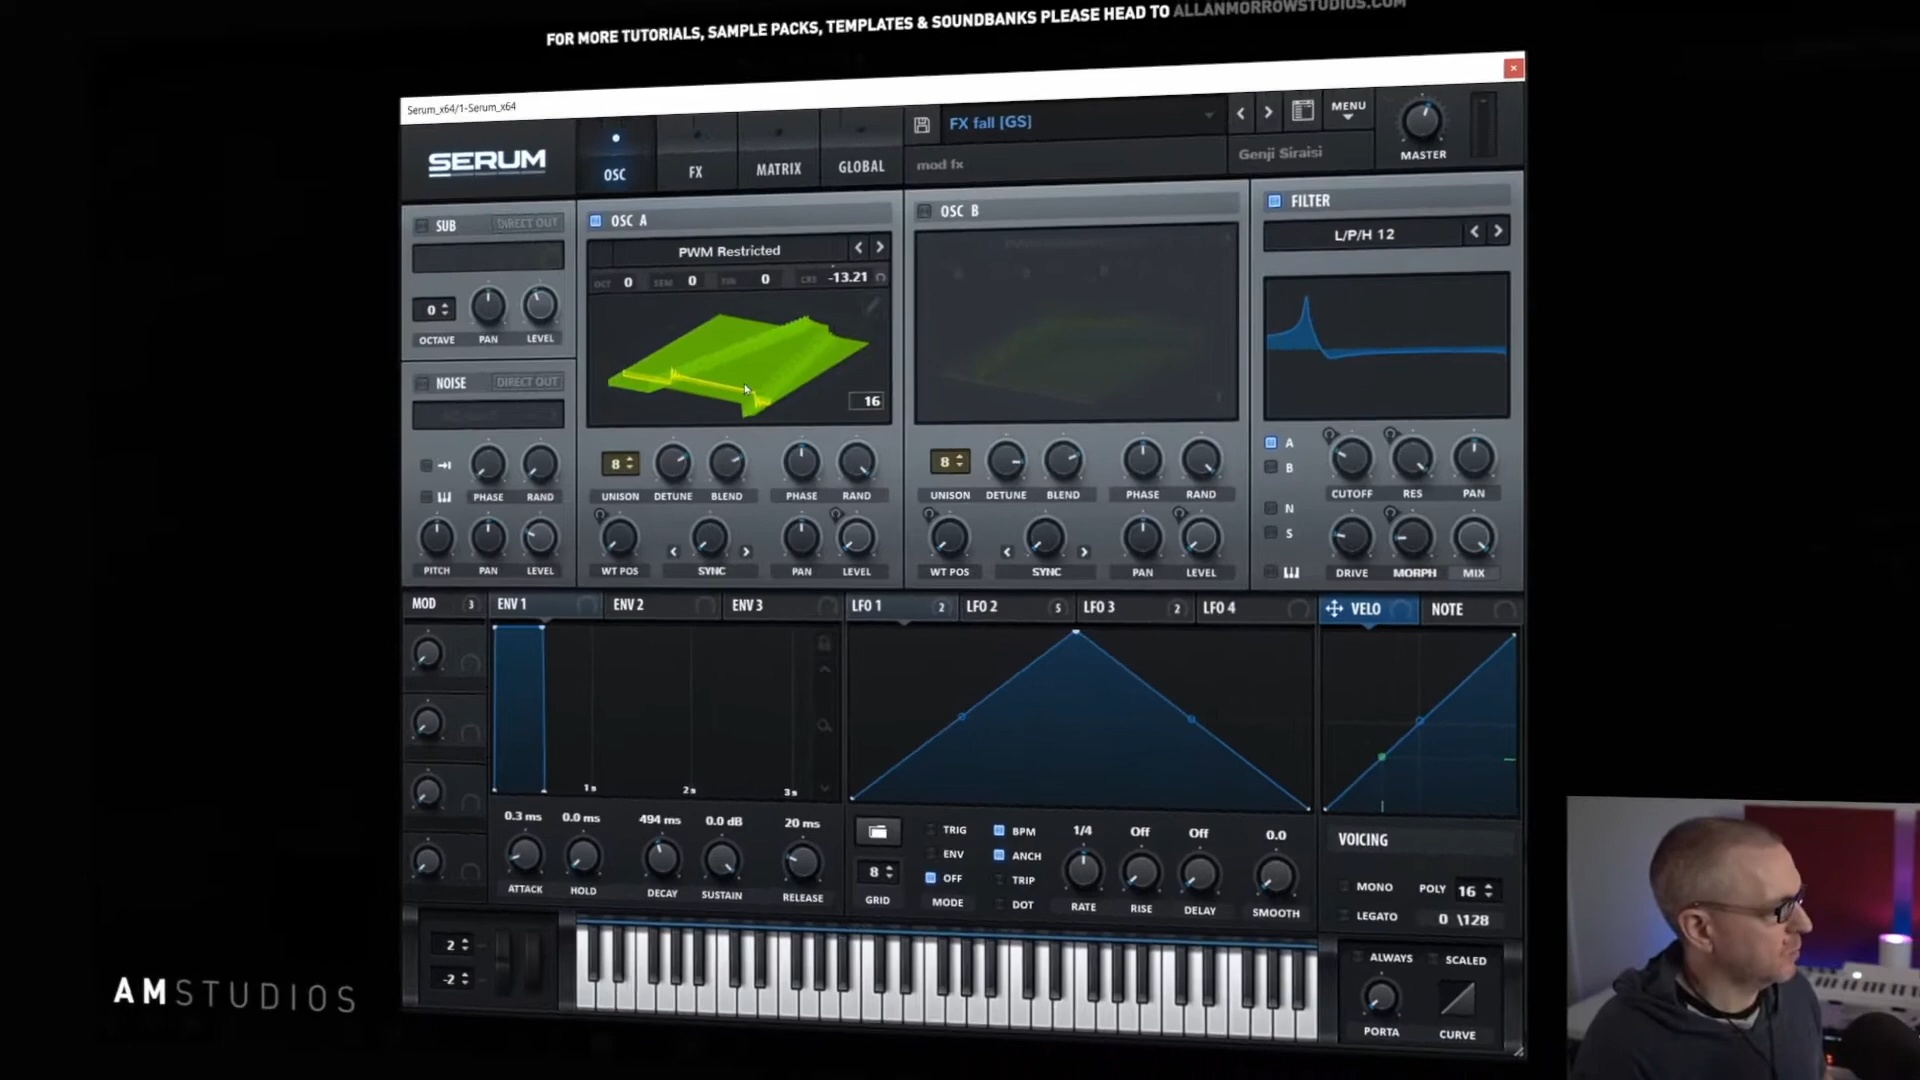 FOR MORE TUTORIALS, SAMPLE PACKS, TEMPLATES & SOUNDBANKS PLEASE HEAD TO ALLANMORROWSTUDIOS.COM
Serum_x64/1-Serum_x64
SERUM
OSC
FX
MATRIX
GLOBAL
FX fall [GS]
mod fx
Genji Siraisi
MENU
MASTER
SUB
DIRECT OUT
0
OCTAVE
PAN
LEVEL
NOISE
DIRECT OUT
PHASE
RAND
PITCH
PAN
LEVEL
OSC A
PWM Restricted
OCT 0 SEM 0 FIN 0 CRS -13.21
16
8
UNISON
DETUNE
BLEND
PHASE
RAND
WT POS
SYNC
PAN
LEVEL
OSC B
8
UNISON
DETUNE
BLEND
PHASE
RAND
WT POS
SYNC
PAN
LEVEL
FILTER
L/P/H 12
A
B
N
S
CUTOFF
RES
PAN
DRIVE
MORPH
MIX
MOD 3
ENV 1
ENV 2
ENV 3
LFO 1 2
LFO 2 5
LFO 3 2
LFO 4
VELO
NOTE
1s
2s
3s
0.3 ms
0.0 ms
494 ms
0.0 dB
20 ms
ATTACK
HOLD
DECAY
SUSTAIN
RELEASE
8
GRID
TRIG
ENV
OFF
MODE
BPM
ANCH
TRIP
DOT
1/4
Off
Off
0.0
RATE
RISE
DELAY
SMOOTH
VOICING
MONO
POLY 16
LEGATO
0 \128
2
-2
ALWAYS
SCALED
PORTA
CURVE
AMSTUDIOS